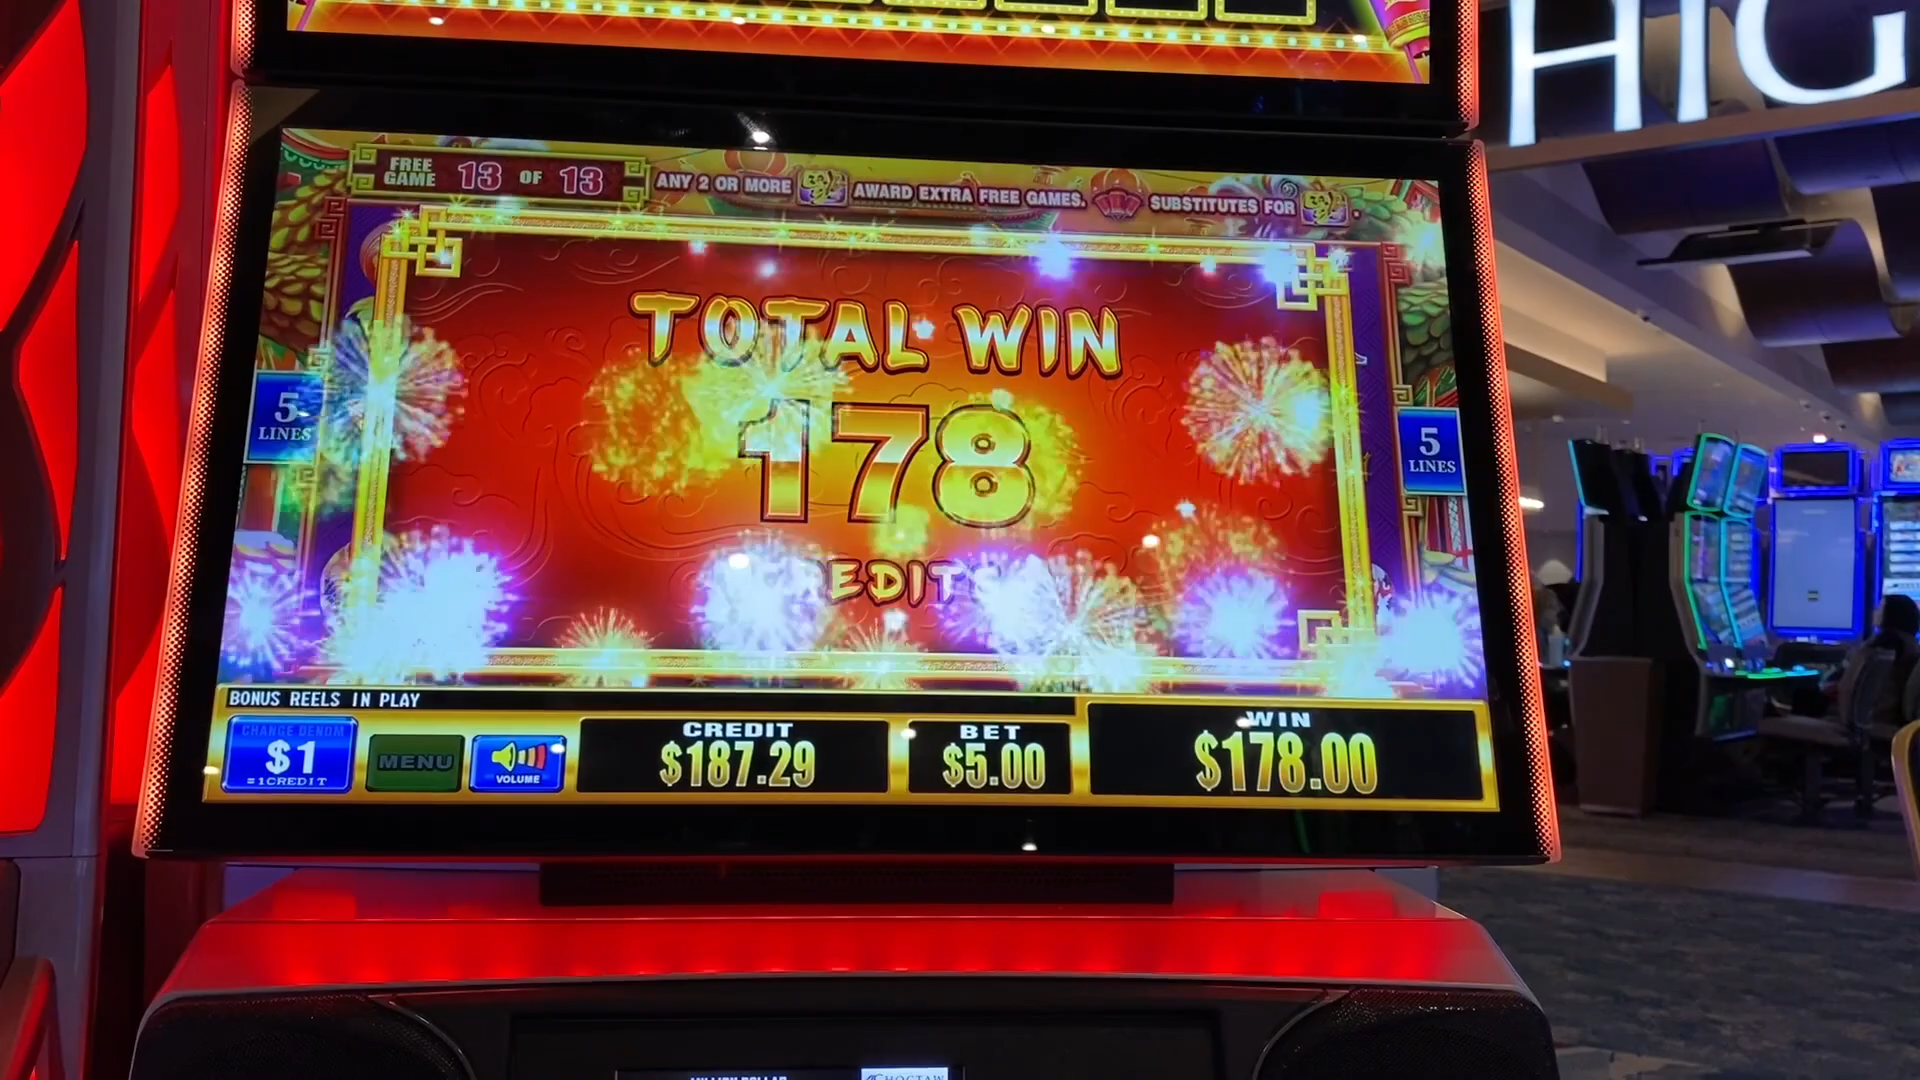 HIG
FREE GAME 13 OF 13
ANY 2 OR MORE AWARD EXTRA FREE GAMES. SUBSTITUTES FOR .
TOTAL WIN
178
5 LINES
5 LINES
BONUS REELS IN PLAY
CHANGE DENOM
$1
=1CREDIT
MENU
VOLUME
CREDIT
$187.29
BET
$5.00
WIN
$178.00
CHOCTAW